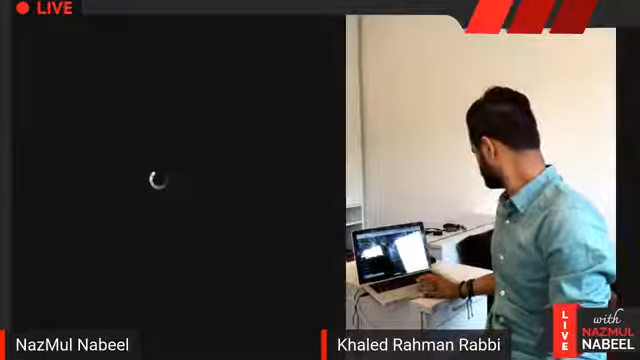 LIVE
NazMul Nabeel
Khaled Rahman Rabbi
LIVE
with
NAZMUL
NABEEL